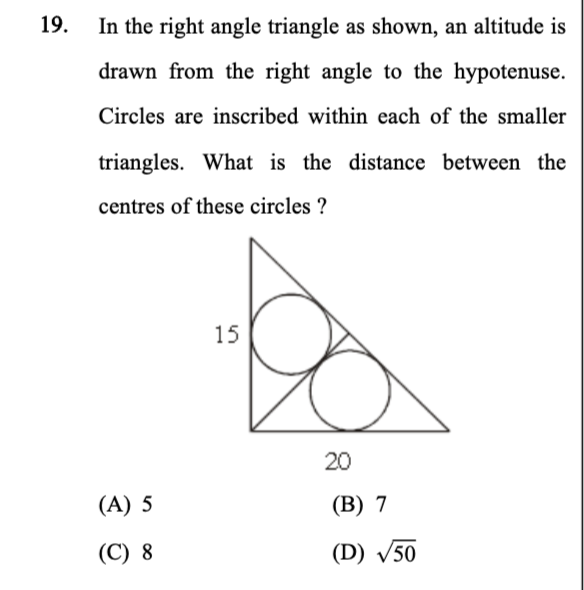 19. In the right angle triangle as shown, an altitude is
drawn from the right angle to the hypotenuse.
Circles are inscribed within each of the smaller
triangles. What is the distance between the
centres of these circles ?
15
20
(A) 5 (B) 7
(C) 8 (D) √50